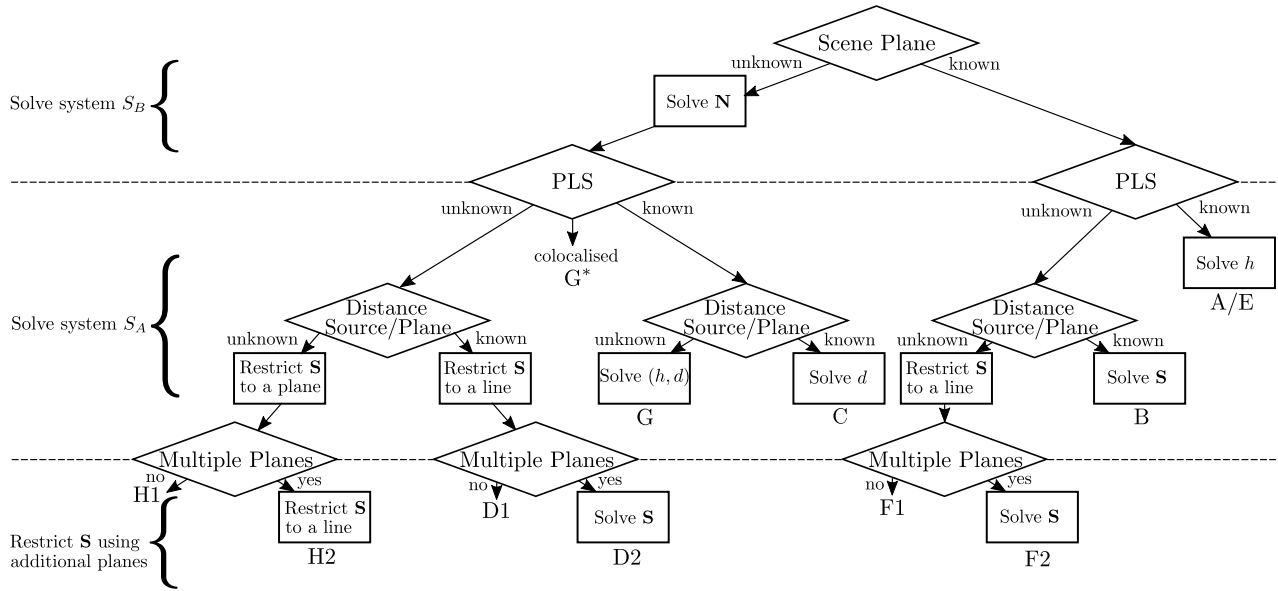 Scene Plane
unknown
known
Solve system S_B
Solve N
PLS
PLS
unknown
known
unknown
known
colocalised
G*
Solve h
A/E
Solve system S_A
Distance
Source/Plane
Distance
Source/Plane
Distance
Source/Plane
unknown
known
unknown
known
unknown
known
Restrict S
to a plane
Restrict S
to a line
Solve (h, d)
G
Solve d
C
Restrict S
to a line
Solve S
B
Multiple Planes
Multiple Planes
Multiple Planes
no
yes
no
yes
no
yes
H1
Restrict S
to a line
H2
D1
Solve S
D2
F1
Solve S
F2
Restrict S using
additional planes